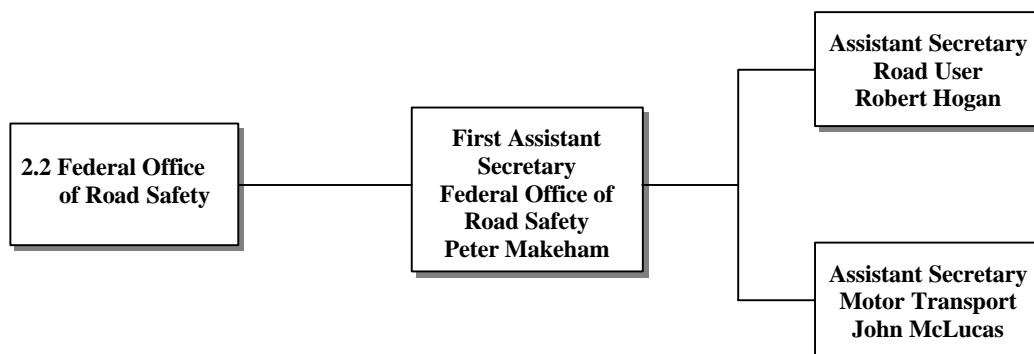 2.2 Federal Office
of Road Safety
First Assistant
Secretary
Federal Office of
Road Safety
Peter Makeham
Assistant Secretary
Road User
Robert Hogan
Assistant Secretary
Motor Transport
John McLucas